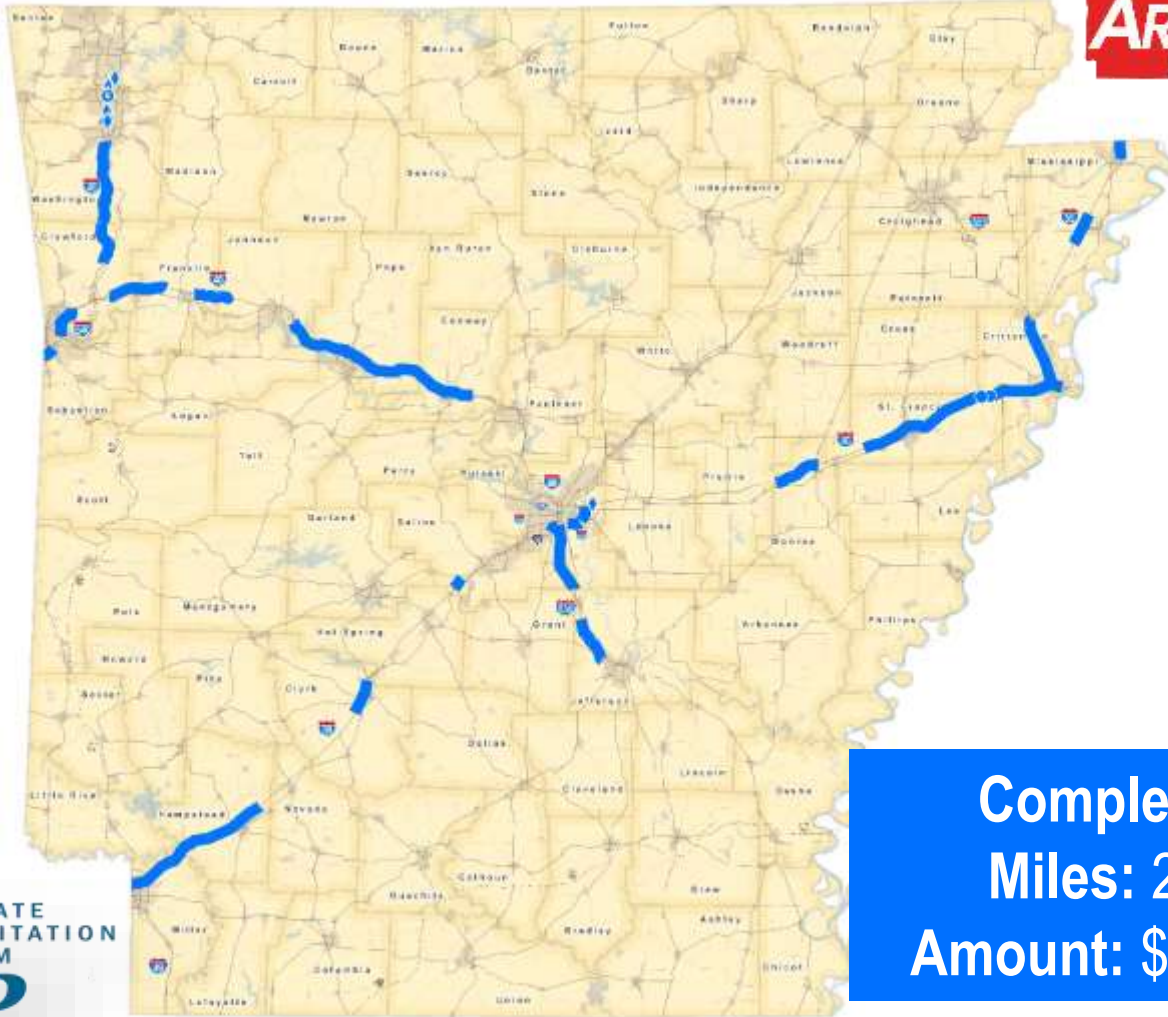 AR
Benton
Boone
Marion
Fulton
Randolph
Clay
Carroll
Baxter
Sharp
Greene
Izard
Lawrence
Mississippi
Madison
Searcy
Stone
Independence
Washington
Newton
Craighead
Crawford
Johnson
Van Buren
Cleburne
Franklin
Pope
Jackson
Poinsett
Conway
Cross
Crittenden
White
Woodruff
Sebastian
Logan
Faulkner
St. Francis
Yell
Perry
Pulaski
Prairie
Scott
Garland
Saline
Lonoke
Lee
Monroe
Polk
Montgomery
Hot Spring
Grant
Arkansas
Phillips
Howard
Pike
Clark
Sevier
Jefferson
Dallas
Lincoln
Little River
Cleveland
Desha
Hempstead
Nevada
Calhoun
Ouachita
Drew
Miller
Bradley
Ashley
Columbia
Chicot
Lafayette
Union
ATE
ITATION
M
Comple
Miles: 2
Amount: $